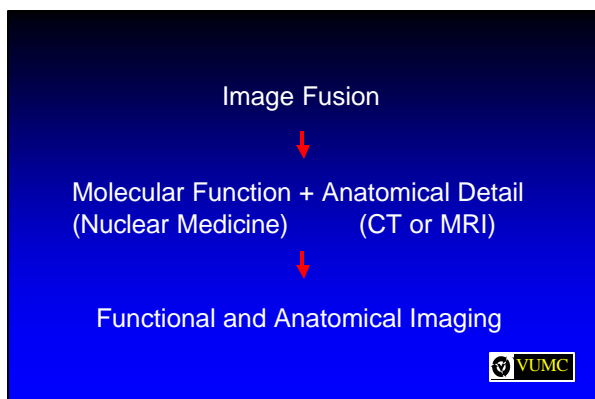 Image Fusion
Molecular Function + Anatomical Detail
(Nuclear Medicine) (CT or MRI)
Functional and Anatomical Imaging
VUMC